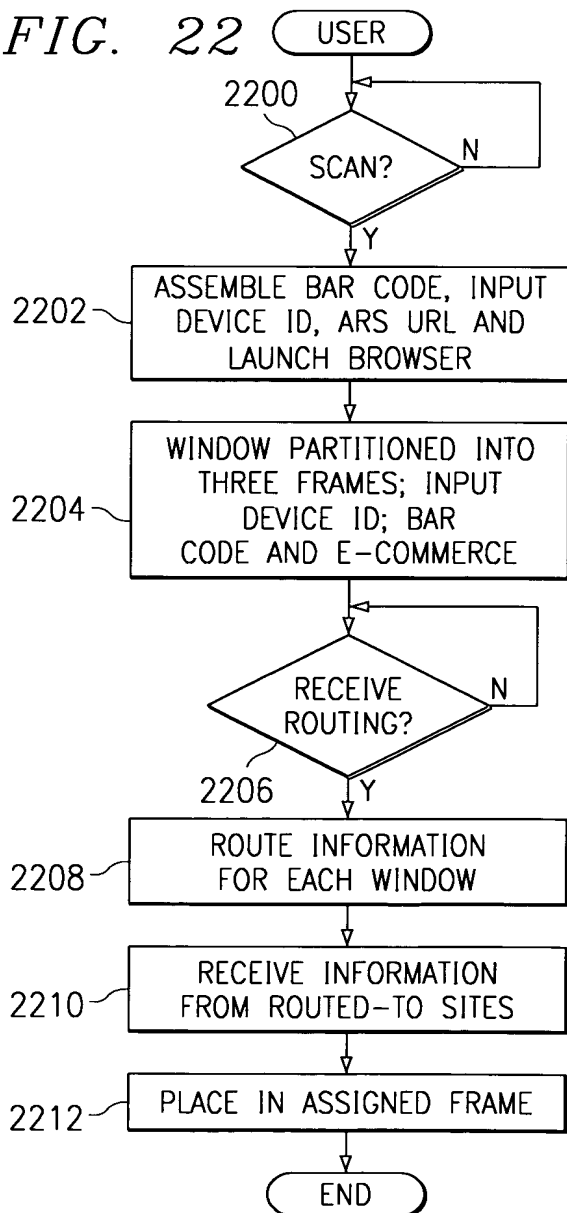 FIG. 22
USER
2200
SCAN?
N
Y
2202
ASSEMBLE BAR CODE, INPUT
DEVICE ID, ARS URL AND
LAUNCH BROWSER
2204
WINDOW PARTITIONED INTO
THREE FRAMES; INPUT
DEVICE ID; BAR
CODE AND E-COMMERCE
RECEIVE
ROUTING?
N
2206
Y
2208
ROUTE INFORMATION
FOR EACH WINDOW
2210
RECEIVE INFORMATION
FROM ROUTED-TO SITES
2212
PLACE IN ASSIGNED FRAME
END